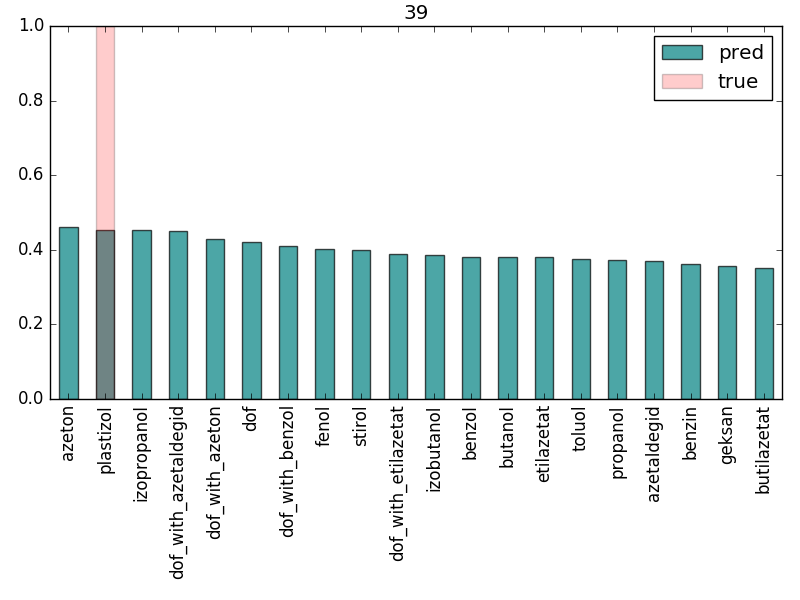 39
1.0
0.8
0.6
0.4
0.2
0.0
pred
true
azeton
plastizol
izopropanol
dof_with_azetaldegid
dof_with_azeton
dof
dof_with_benzol
fenol
stirol
dof_with_etilazetat
izobutanol
benzol
butanol
etilazetat
toluol
propanol
azetaldegid
benzin
geksan
butilazetat